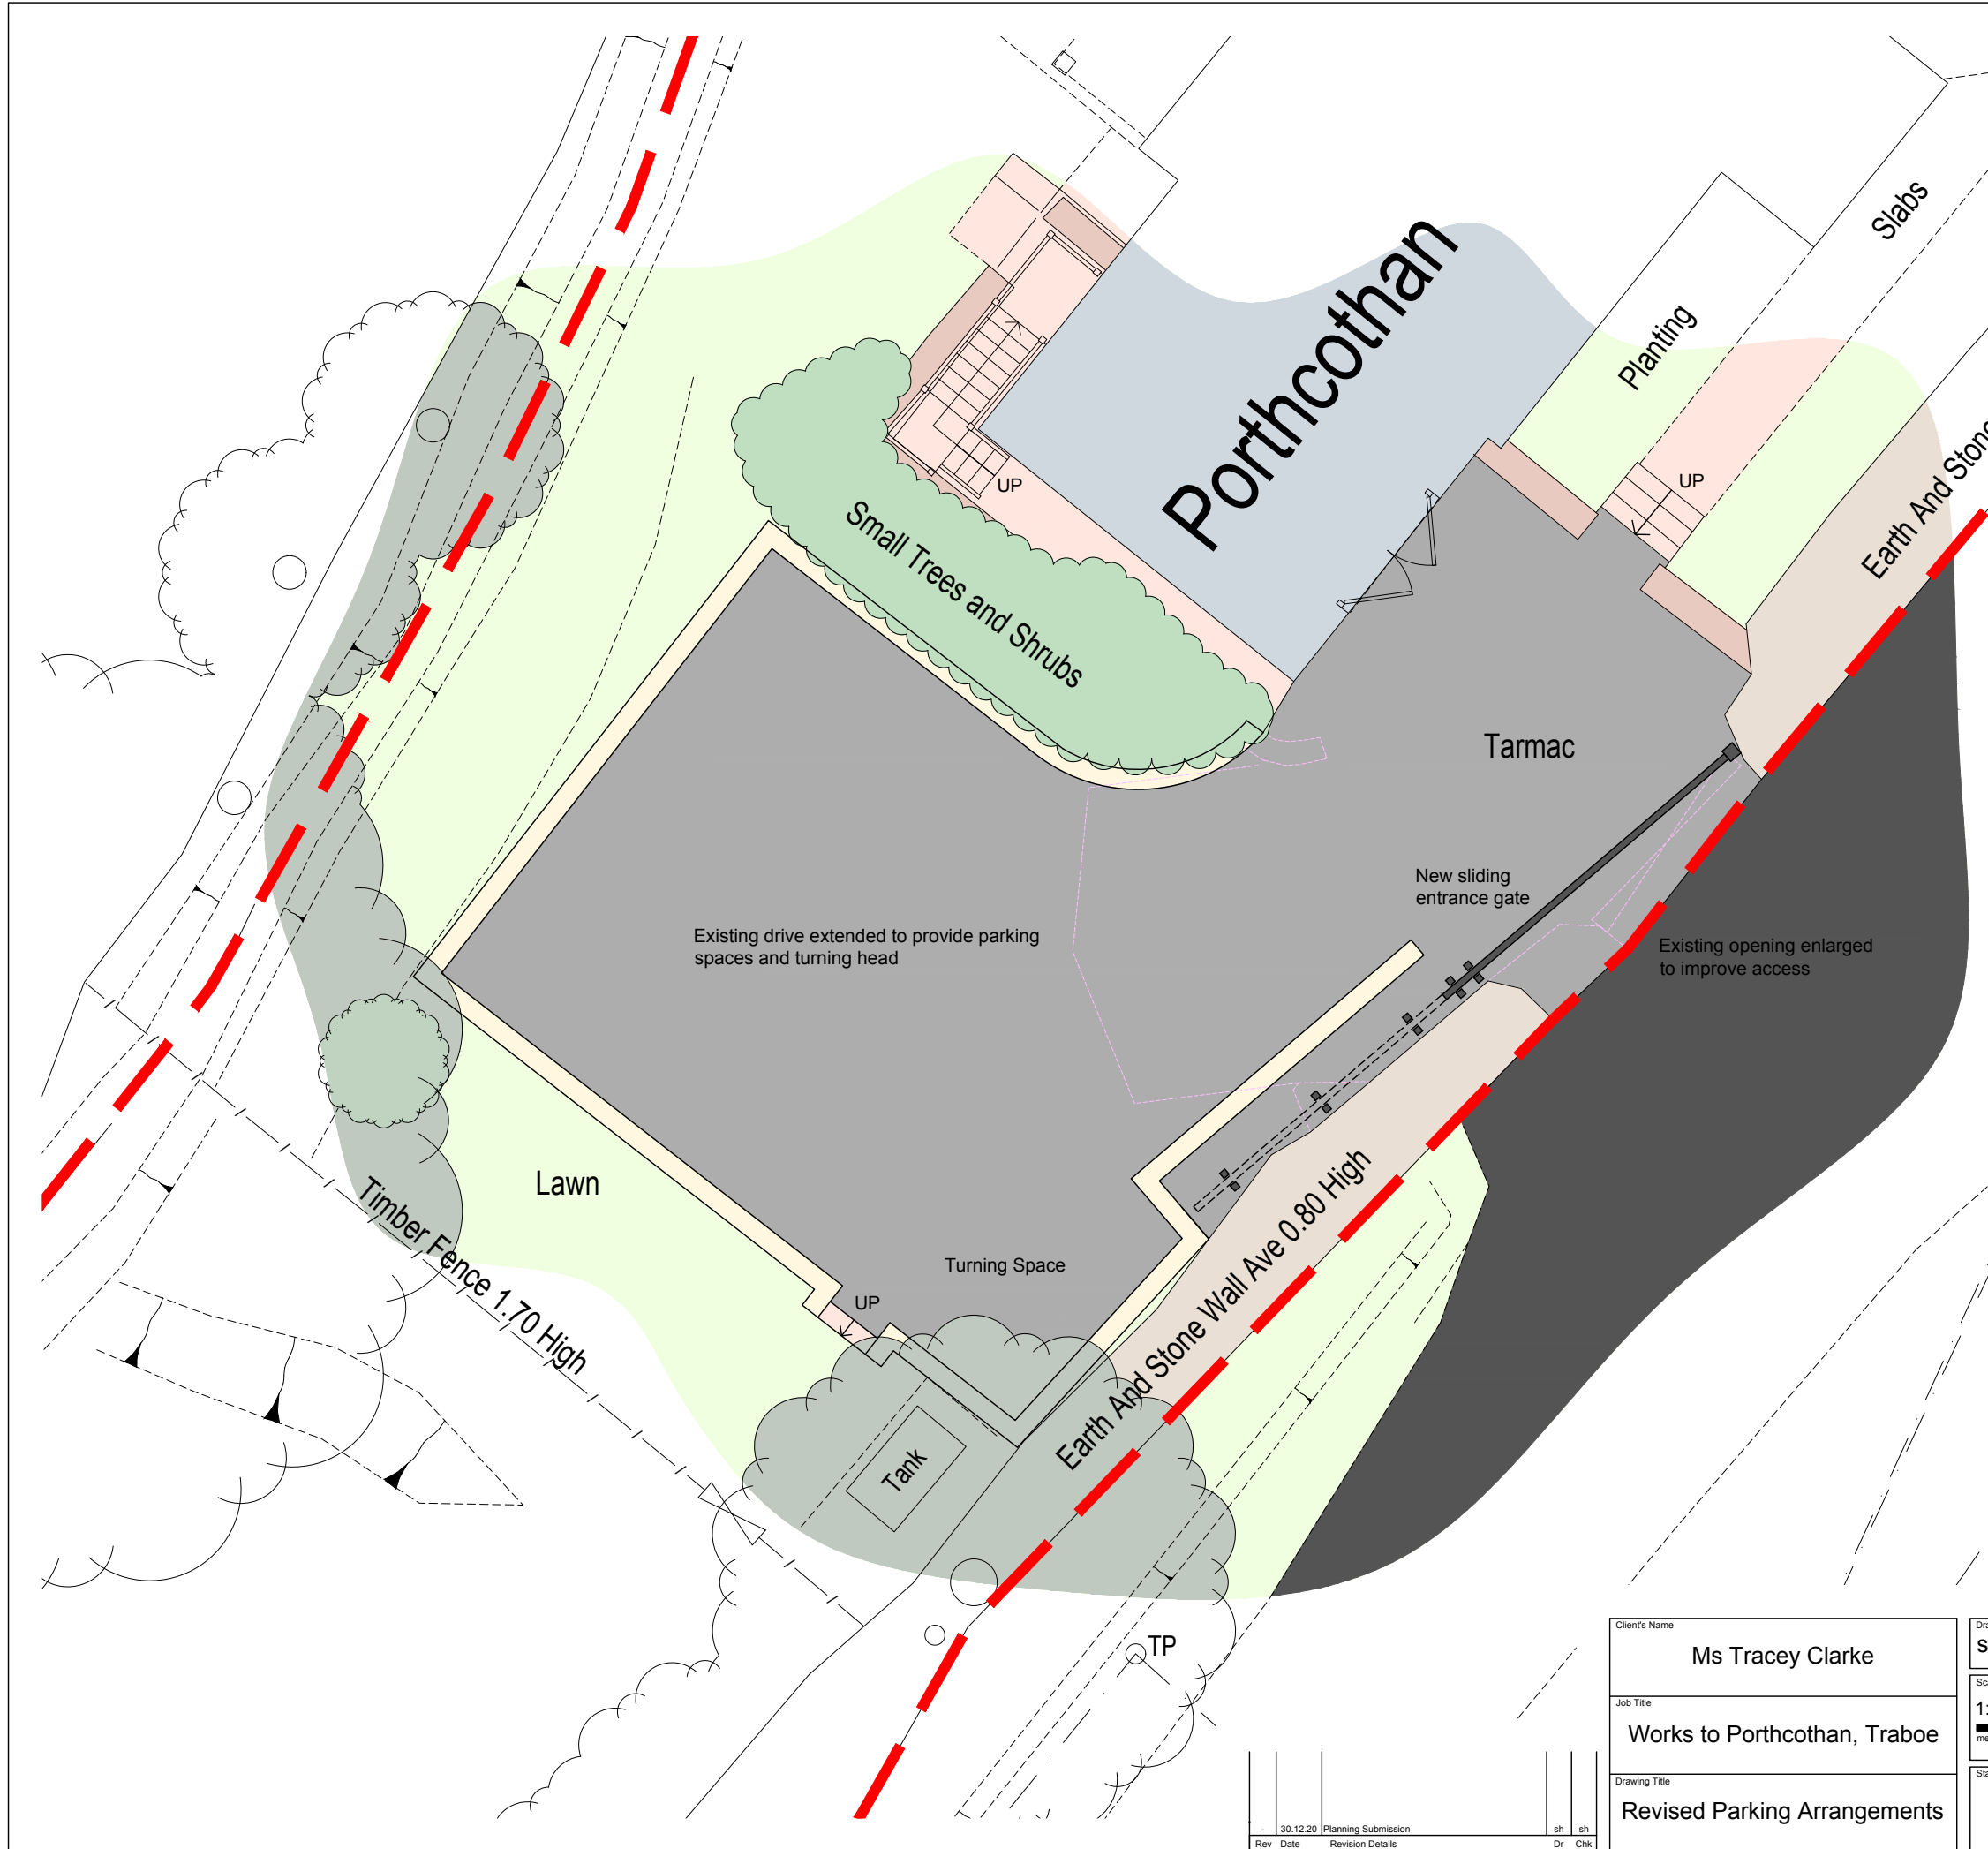 Porthcothan
Slabs
Planting
UP
Earth And Stone
UP
Small Trees and Shrubs
Tarmac
New sliding
entrance gate
Existing drive extended to provide parking
spaces and turning head
Existing opening enlarged
to improve access
Lawn
Timber Fence 1.70 High
Turning Space
UP
Earth And Stone Wall Ave 0.80 High
Tank
TP
Client's Name
Ms Tracey Clarke
Job Title
Works to Porthcothan, Traboe
Drawing Title
Revised Parking Arrangements
- 30.12.20 Planning Submission sh sh
Rev Date Revision Details Dr Chk